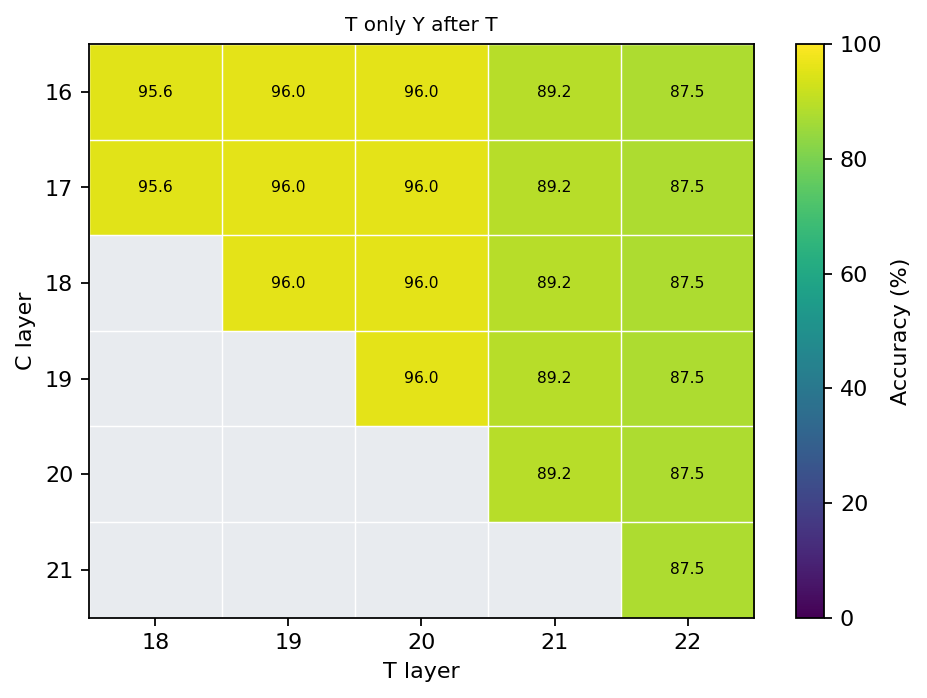 T only Y after T
16 95.6 96.0 96.0 89.2 87.5
17 95.6 96.0 96.0 89.2 87.5
18 96.0 96.0 89.2 87.5
19 96.0 89.2 87.5
20 89.2 87.5
21 87.5
18 19 20 21 22
T layer
C layer
100
80
60
40
20
0
Accuracy (%)